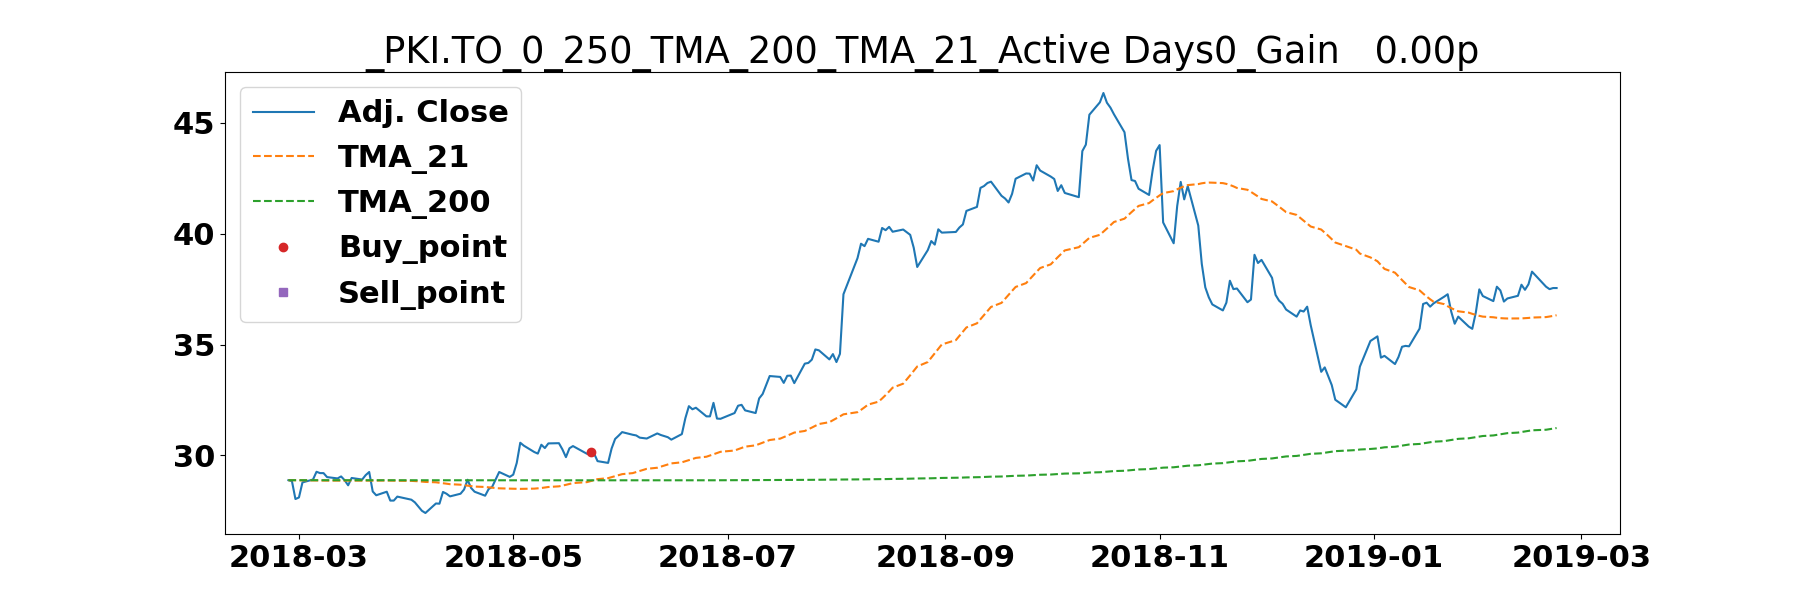 _PKI.TO_0_250_TMA_200_TMA_21_Active Days0_Gain   0.00p
Adj. Close
TMA_21
TMA_200
Buy_point
Sell_point
45
40
35
30
2018-03 2018-05 2018-07 2018-09 2018-11 2019-01 2019-03